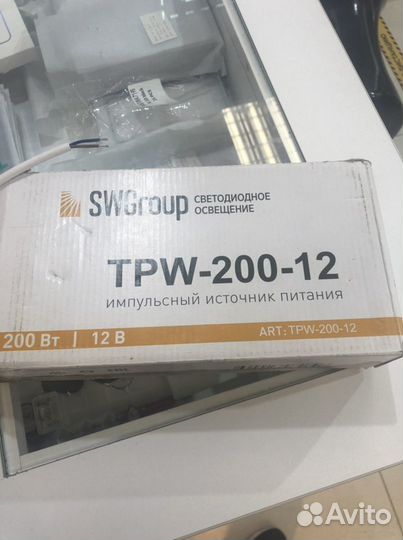 SWGroup
СВЕТОДИОДНОЕ
ОСВЕЩЕНИЕ
TPW-200-12
импульсный источник питания
200 Вт | 12 В
ART: TPW-200-12
Avito